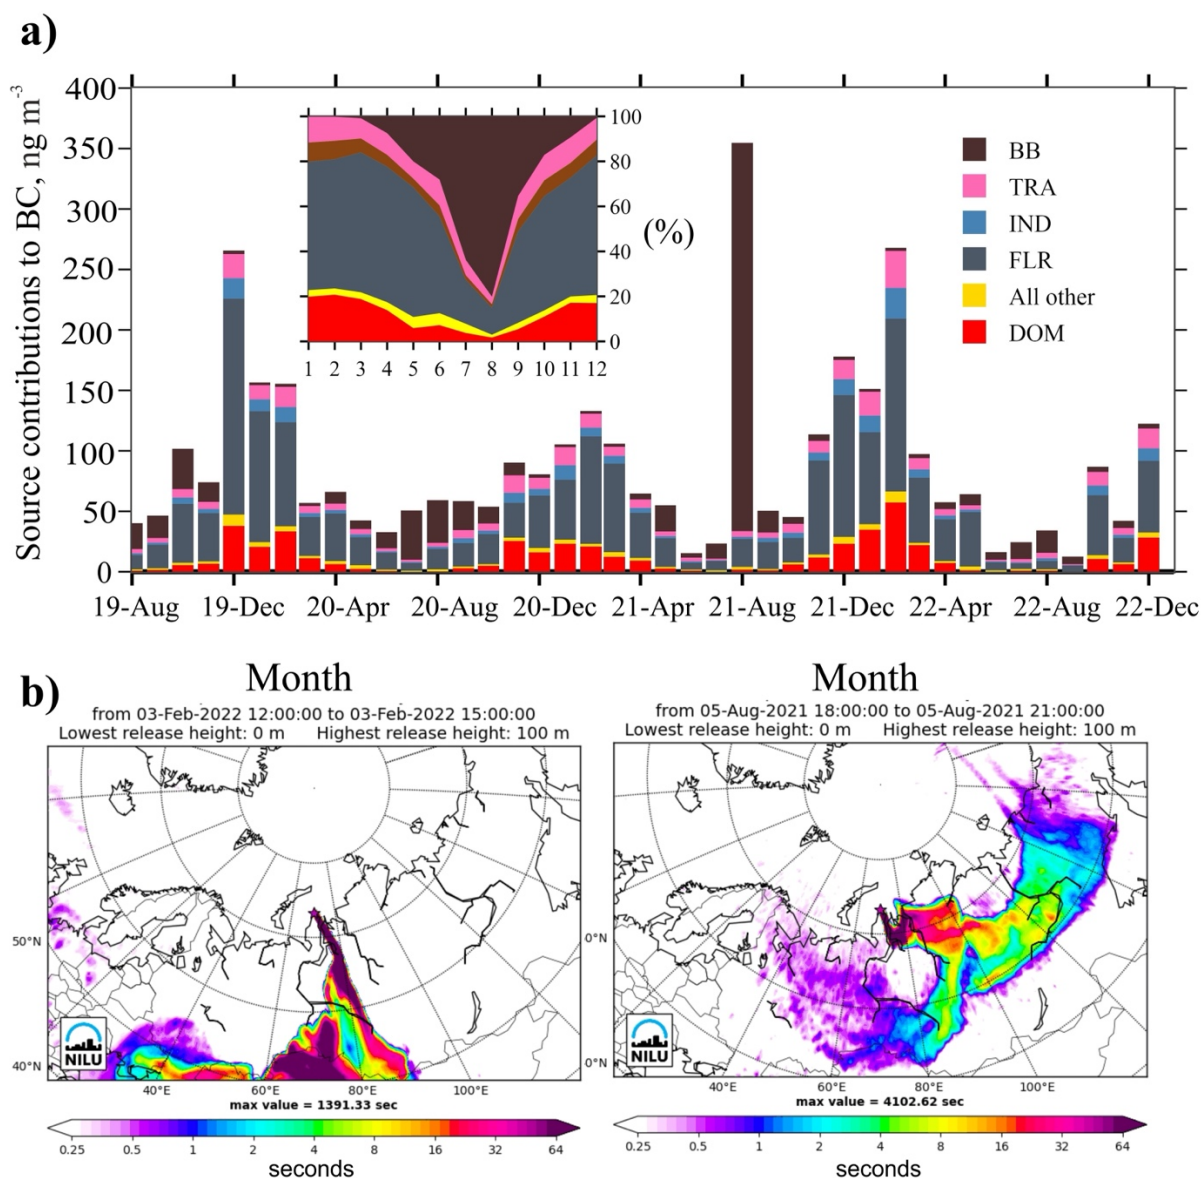 a)
Source contributions to BC, ng m-3
400
350
300
250
200
150
100
50
0
100
80
60
40
20
0
(%)
1 2 3 4 5 6 7 8 9 10 11 12
BB
TRA
IND
FLR
All other
DOM
19-Aug 19-Dec 20-Apr 20-Aug 20-Dec 21-Apr 21-Aug 21-Dec 22-Apr 22-Aug 22-Dec
b)
Month
from 03-Feb-2022 12:00:00 to 03-Feb-2022 15:00:00
Lowest release height: 0 m Highest release height: 100 m
50°N
40°N
NILU
40°E 60°E 80°E 100°E
max value = 1391.33 sec
0.25 0.5 1 2 4 8 16 32 64
seconds
Month
from 05-Aug-2021 18:00:00 to 05-Aug-2021 21:00:00
Lowest release height: 0 m Highest release height: 100 m
0°N
0°N
NILU
40°E 60°E 80°E 100°E
max value = 4102.62 sec
0.25 0.5 1 2 4 8 16 32 64
seconds